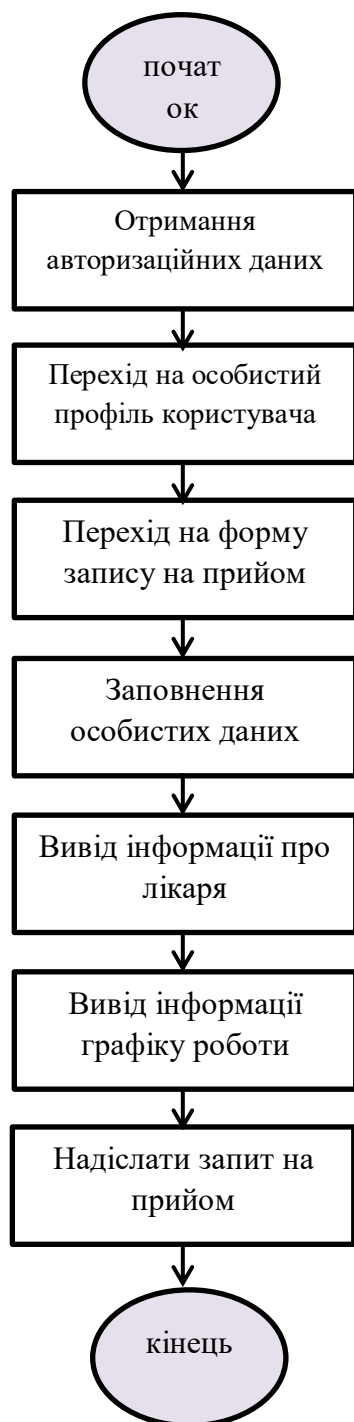 почат
ок
Отримання
авторизаційних даних
Перехід на особистий
профіль користувача
Перехід на форму
запису на прийом
Заповнення
особистих даних
Вивід інформації про
лікаря
Вивід інформації
графіку роботи
Надіслати запит на
прийом
кінець